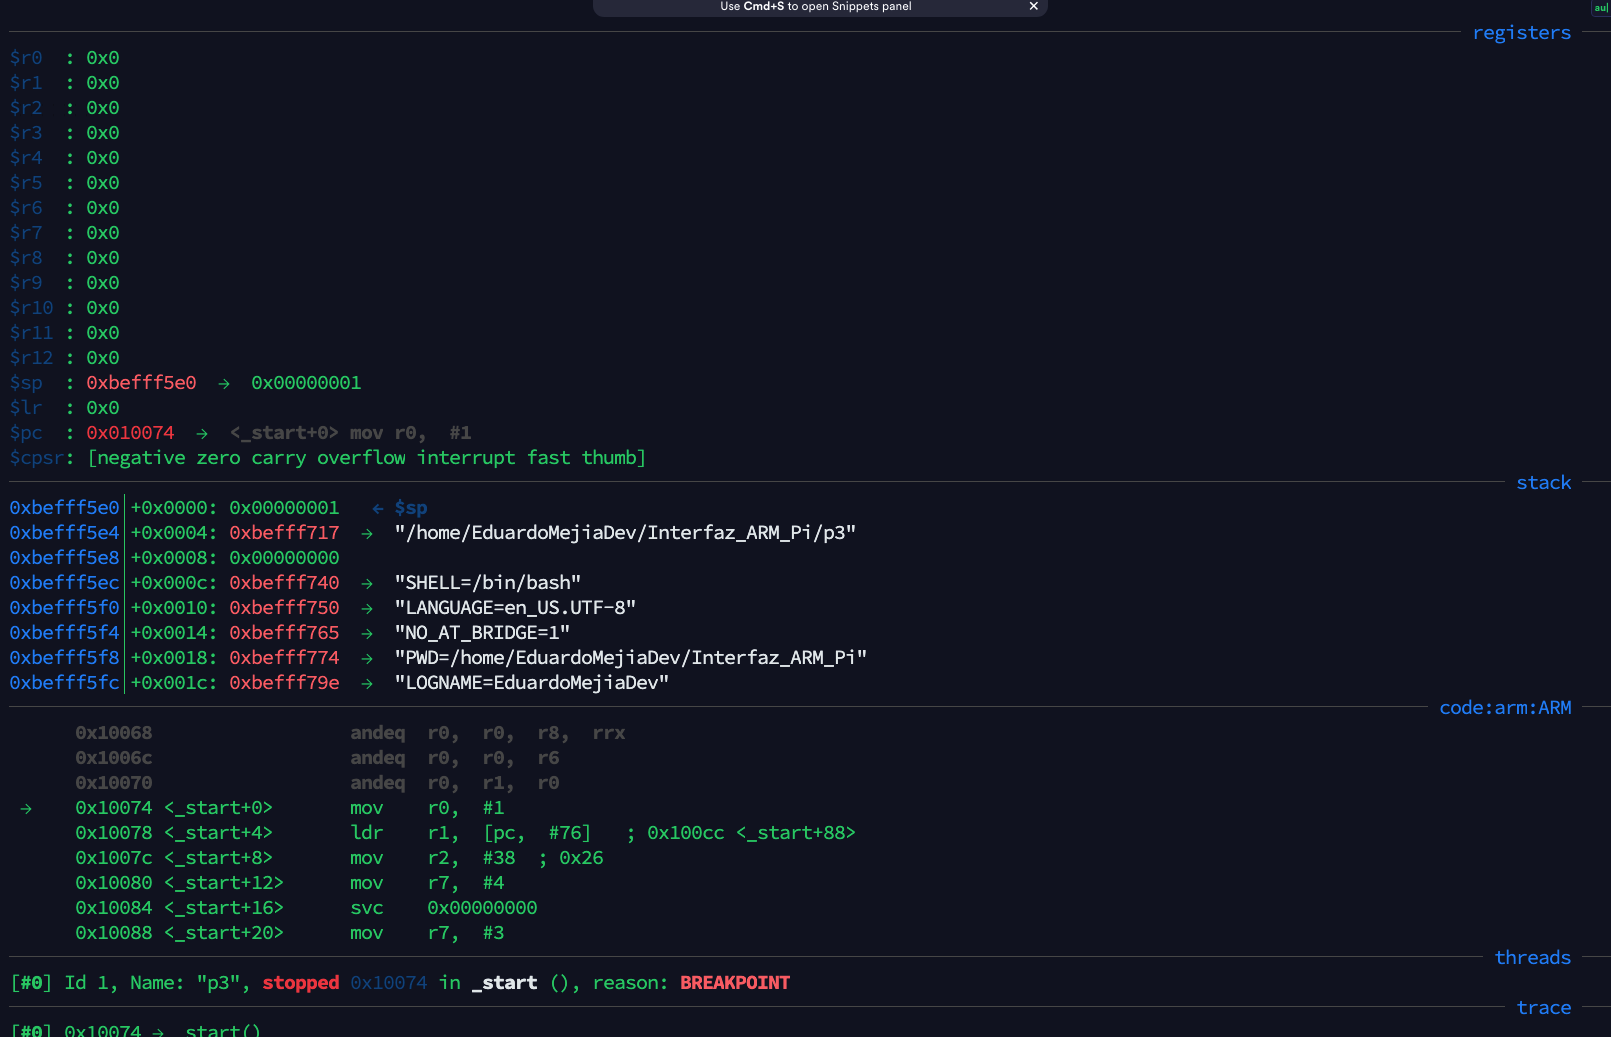 Use Cmd+S to open Snippets panel ✕
au|
registers
$r0 : 0x0
$r1 : 0x0
$r2 : 0x0
$r3 : 0x0
$r4 : 0x0
$r5 : 0x0
$r6 : 0x0
$r7 : 0x0
$r8 : 0x0
$r9 : 0x0
$r10 : 0x0
$r11 : 0x0
$r12 : 0x0
$sp : 0xbefff5e0 → 0x00000001
$lr : 0x0
$pc : 0x010074 → <_start+0> mov r0, #1
$cpsr: [negative zero carry overflow interrupt fast thumb]
stack
0xbefff5e0│+0x0000: 0x00000001 ← $sp
0xbefff5e4│+0x0004: 0xbefff717 → "/home/EduardoMejiaDev/Interfaz_ARM_Pi/p3"
0xbefff5e8│+0x0008: 0x00000000
0xbefff5ec│+0x000c: 0xbefff740 → "SHELL=/bin/bash"
0xbefff5f0│+0x0010: 0xbefff750 → "LANGUAGE=en_US.UTF-8"
0xbefff5f4│+0x0014: 0xbefff765 → "NO_AT_BRIDGE=1"
0xbefff5f8│+0x0018: 0xbefff774 → "PWD=/home/EduardoMejiaDev/Interfaz_ARM_Pi"
0xbefff5fc│+0x001c: 0xbefff79e → "LOGNAME=EduardoMejiaDev"
code:arm:ARM
0x10068 andeq r0, r0, r8, rrx
0x1006c andeq r0, r0, r6
0x10070 andeq r0, r1, r0
→ 0x10074 <_start+0> mov r0, #1
0x10078 <_start+4> ldr r1, [pc, #76] ; 0x100cc <_start+88>
0x1007c <_start+8> mov r2, #38 ; 0x26
0x10080 <_start+12> mov r7, #4
0x10084 <_start+16> svc 0x00000000
0x10088 <_start+20> mov r7, #3
threads
[#0] Id 1, Name: "p3", stopped 0x10074 in _start (), reason: BREAKPOINT
trace
[#0] 0x10074 → _start()